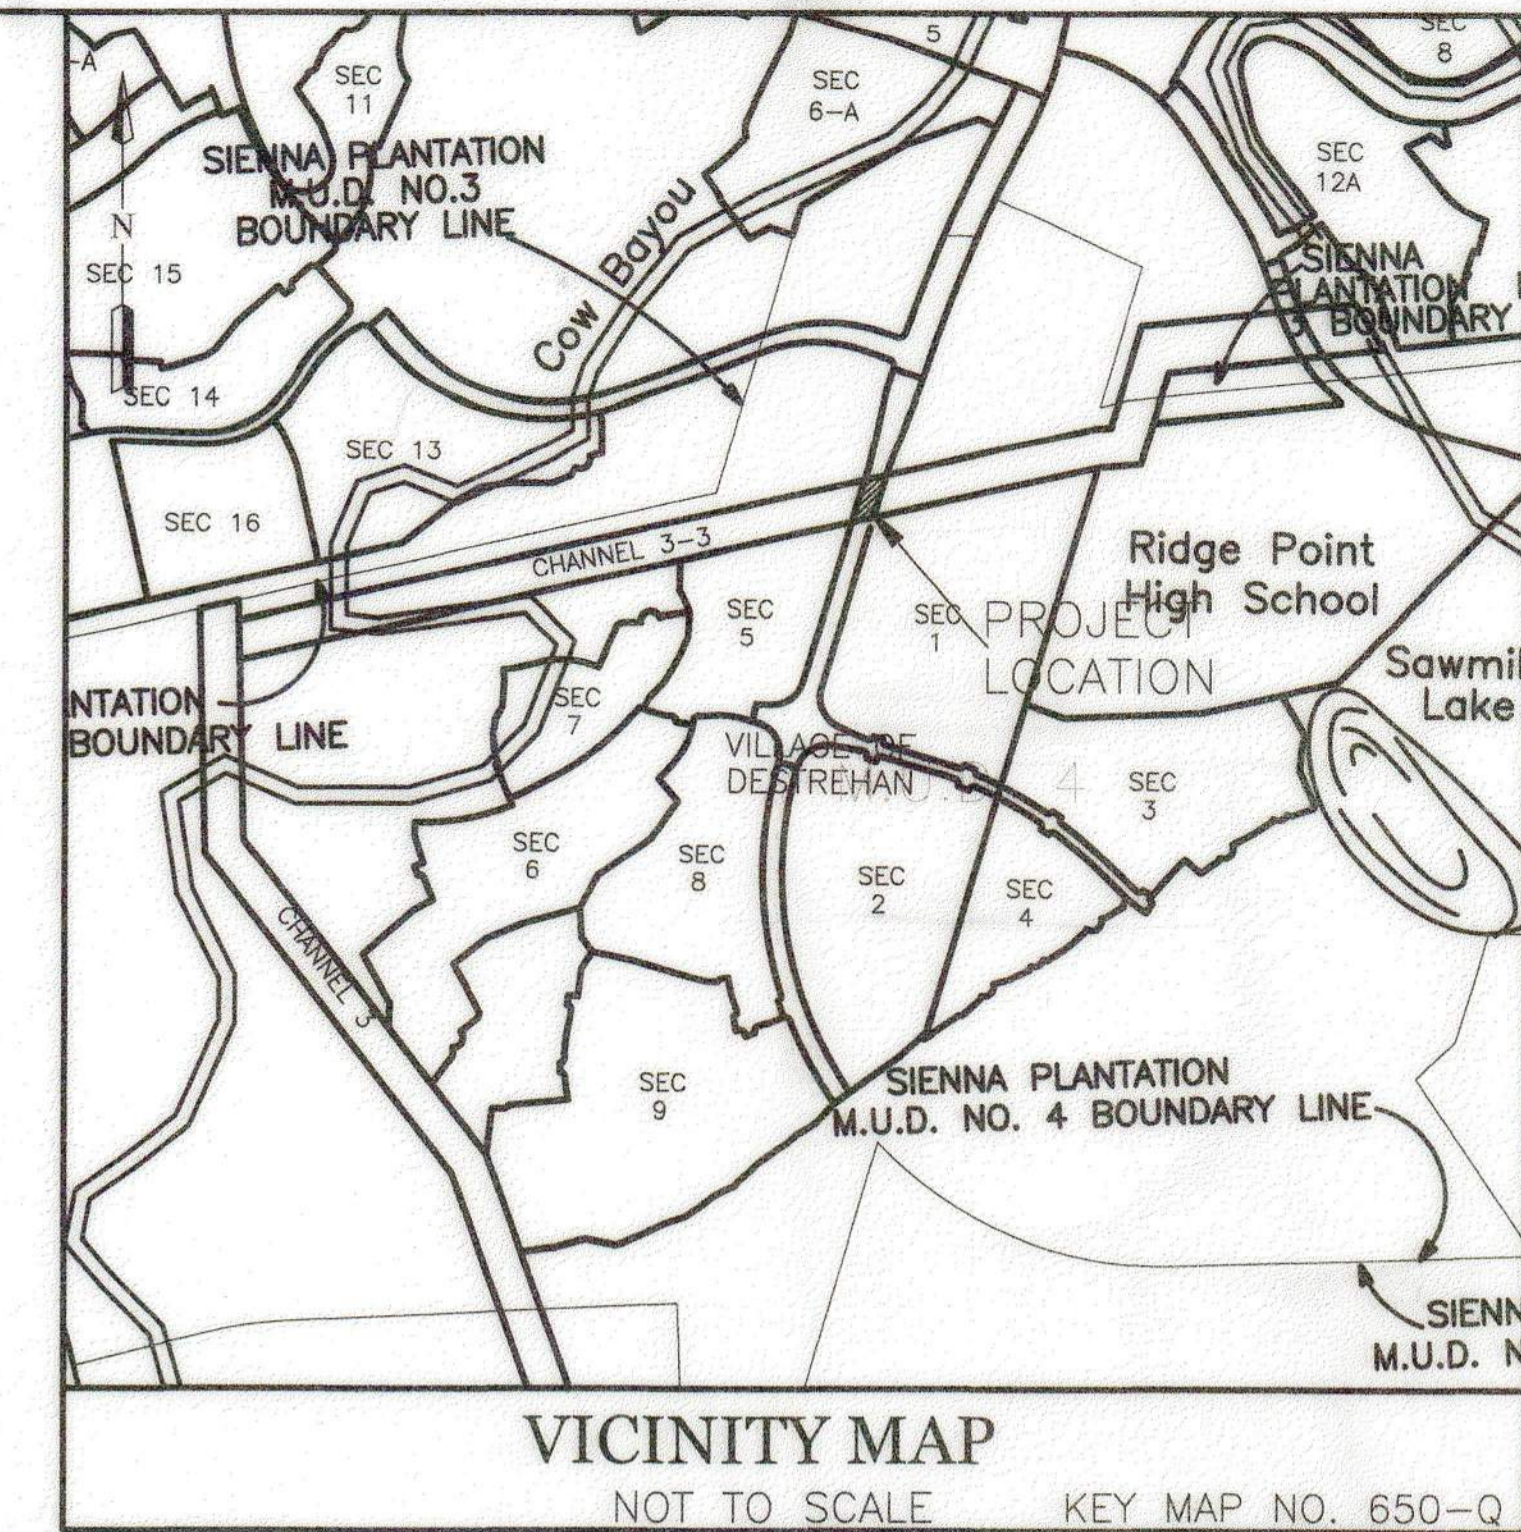 5
SEC
8
-A
SEC
11
SEC
6-A
SEC
12A
SIENNA PLANTATION
M.U.D. NO.3
BOUNDARY LINE
N
Cow Bayou
SEC 15
SIENNA
PLANTATION
3 BOUNDARY
SEC 14
SEC 13
SEC 16
CHANNEL 3-3
Ridge Point
High School
SEC
5
SEC
1
PROJECT
LOCATION
Sawmil
Lake
NTATION
BOUNDARY LINE
SEC
7
VILLAGE OF
DESTREHAN
4
SEC
3
SEC
6
SEC
8
SEC
2
SEC
4
CHANNEL 3
SEC
9
SIENNA PLANTATION
M.U.D. NO. 4 BOUNDARY LINE
SIENN
M.U.D. N
VICINITY MAP
NOT TO SCALE
KEY MAP NO. 650-Q